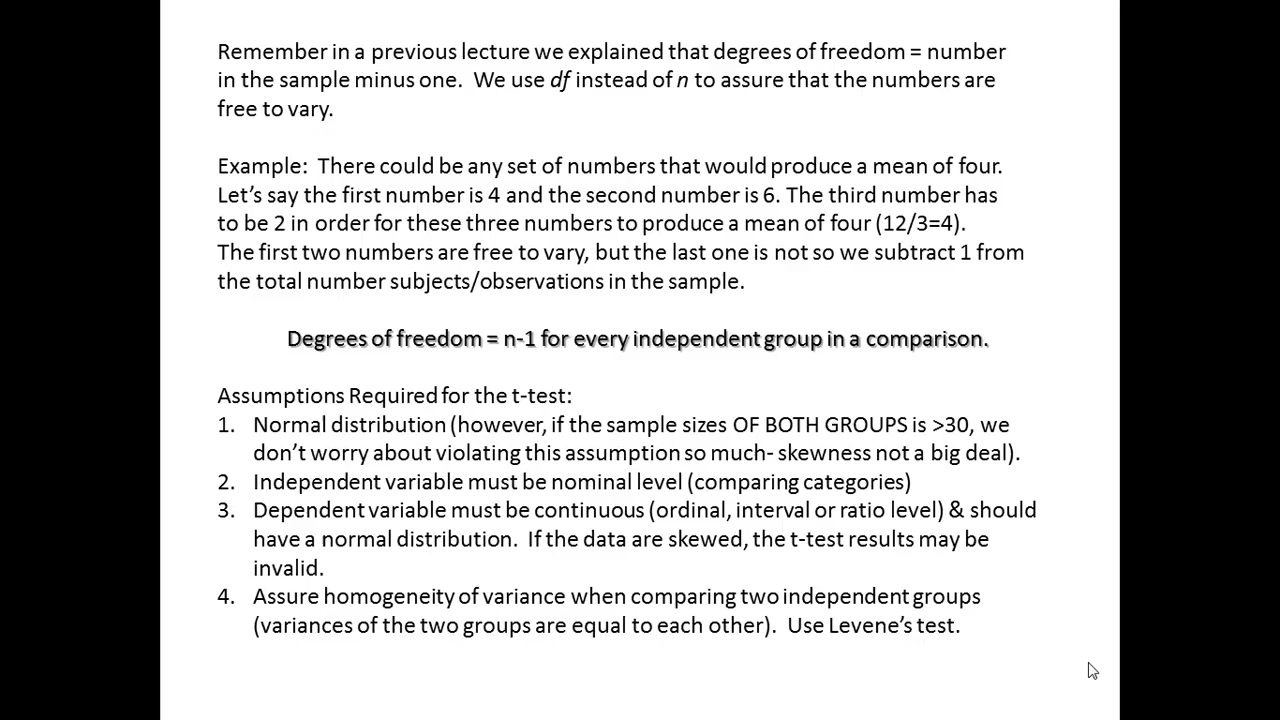 Remember in a previous lecture we explained that degrees of freedom = number
in the sample minus one.  We use df instead of n to assure that the numbers are
free to vary.
Example:  There could be any set of numbers that would produce a mean of four.
Let’s say the first number is 4 and the second number is 6. The third number has
to be 2 in order for these three numbers to produce a mean of four (12/3=4).
The first two numbers are free to vary, but the last one is not so we subtract 1 from
the total number subjects/observations in the sample.
Degrees of freedom = n-1 for every independent group in a comparison.
Assumptions Required for the t-test:
1. Normal distribution (however, if the sample sizes OF BOTH GROUPS is >30, we
don’t worry about violating this assumption so much- skewness not a big deal).
2. Independent variable must be nominal level (comparing categories)
3. Dependent variable must be continuous (ordinal, interval or ratio level) & should
have a normal distribution.  If the data are skewed, the t-test results may be
invalid.
4. Assure homogeneity of variance when comparing two independent groups
(variances of the two groups are equal to each other).  Use Levene’s test.